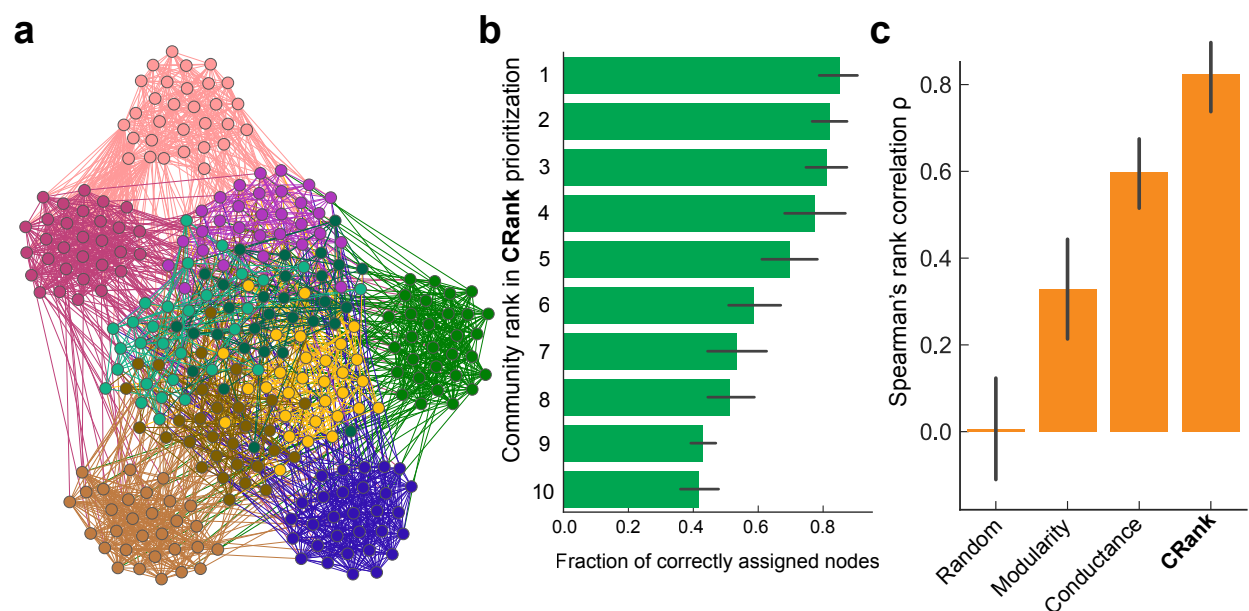 a
b
Community rank in CRank prioritization
1
2
3
4
5
6
7
8
9
10
0.0 0.2 0.4 0.6 0.8
Fraction of correctly assigned nodes
c
Spearman's rank correlation ρ
0.8
0.6
0.4
0.2
0.0
Random
Modularity
Conductance
CRank